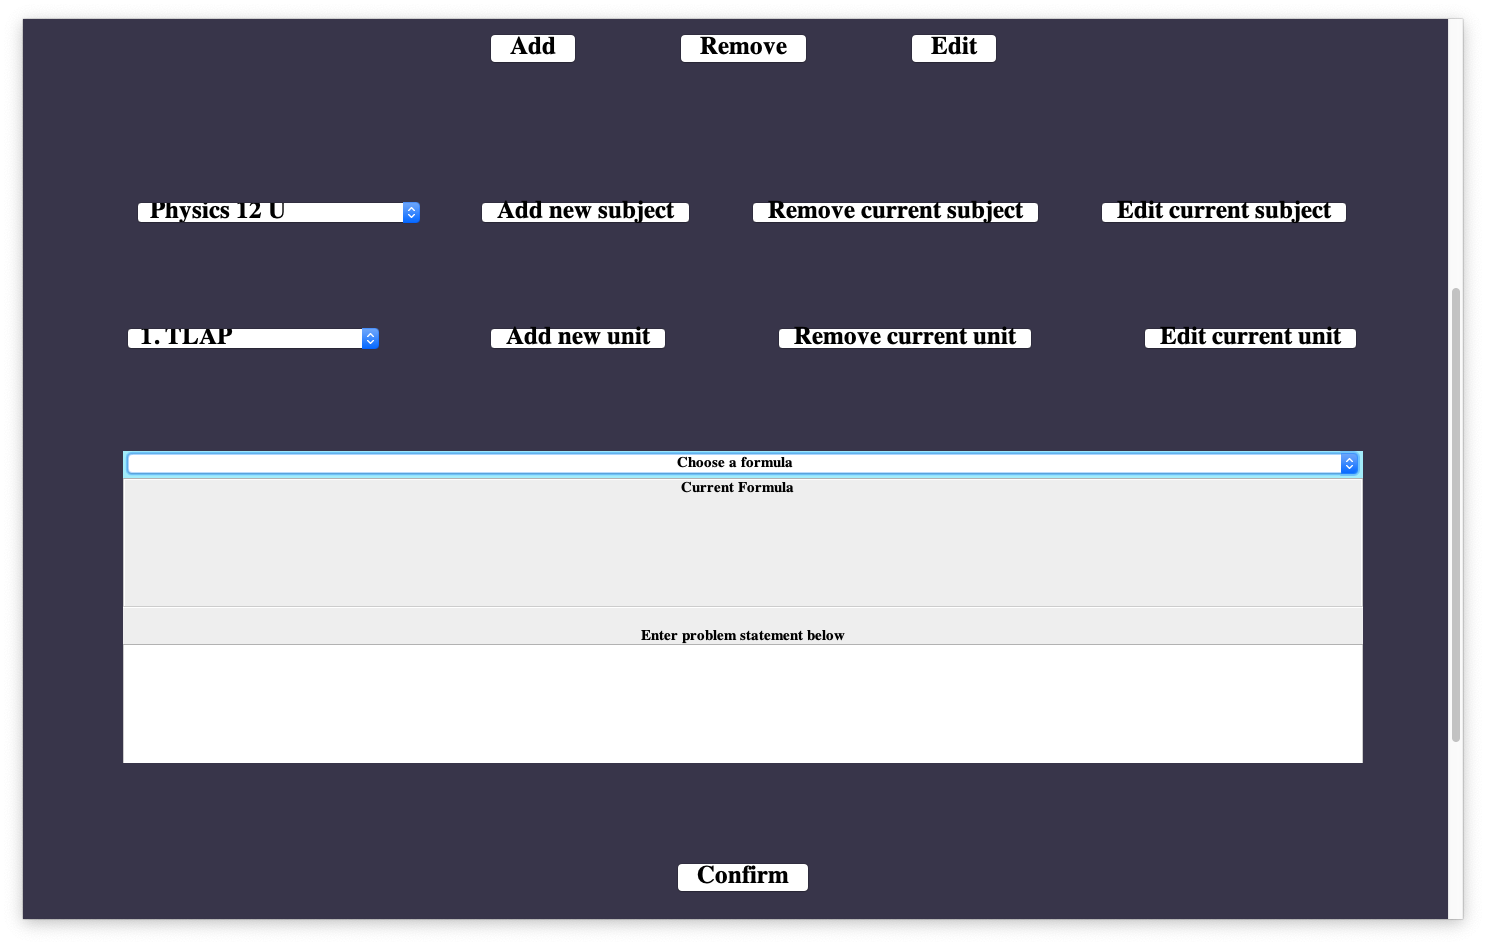 Add Remove Edit
Physics 12 U Add new subject Remove current subject Edit current subject
1. TLAP Add new unit Remove current unit Edit current unit
Choose a formula
Current Formula
Enter problem statement below
Confirm